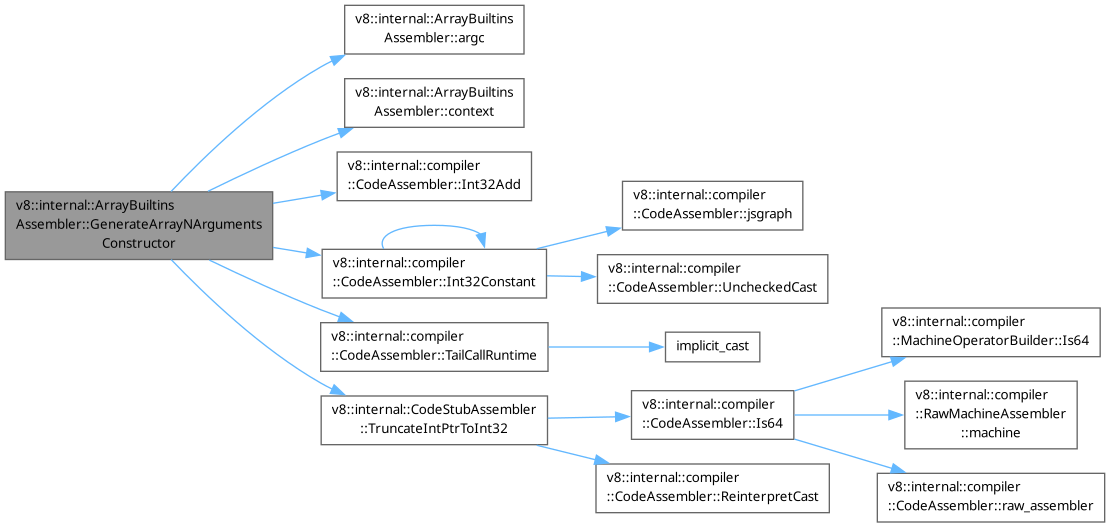 v8::internal::ArrayBuiltins
Assembler::GenerateArrayNArguments
Constructor
v8::internal::ArrayBuiltins
Assembler::argc
v8::internal::ArrayBuiltins
Assembler::context
v8::internal::compiler
::CodeAssembler::Int32Add
v8::internal::compiler
::CodeAssembler::Int32Constant
v8::internal::compiler
::CodeAssembler::jsgraph
v8::internal::compiler
::CodeAssembler::UncheckedCast
v8::internal::compiler
::CodeAssembler::TailCallRuntime
implicit_cast
v8::internal::CodeStubAssembler
::TruncateIntPtrToInt32
v8::internal::compiler
::CodeAssembler::Is64
v8::internal::compiler
::MachineOperatorBuilder::Is64
v8::internal::compiler
::RawMachineAssembler
::machine
v8::internal::compiler
::CodeAssembler::raw_assembler
v8::internal::compiler
::CodeAssembler::ReinterpretCast